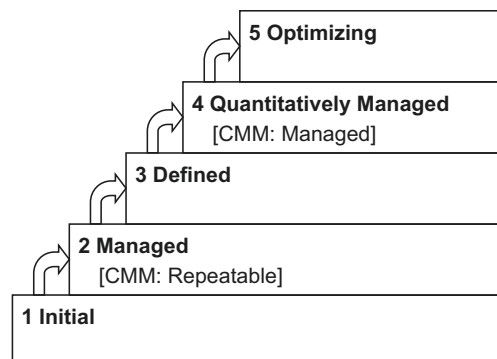 5 Optimizing
4 Quantitatively Managed
[CMM: Managed]
3 Defined
2 Managed
[CMM: Repeatable]
1 Initial